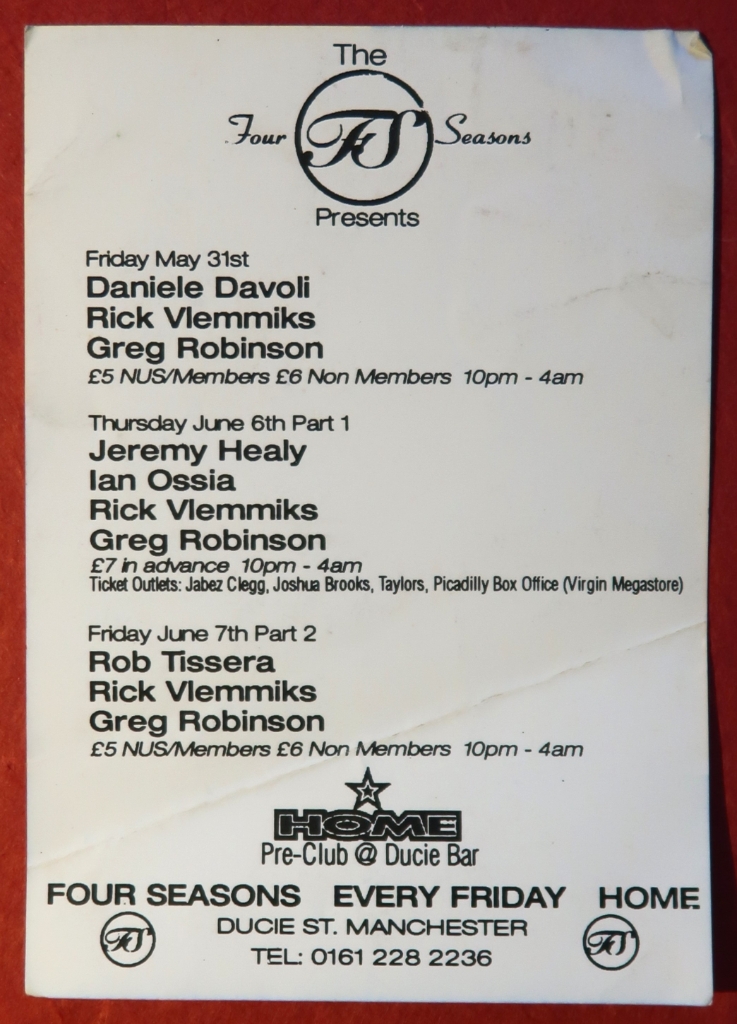 The
Four FS Seasons
Presents
Friday May 31st
Daniele Davoli
Rick Vlemmiks
Greg Robinson
£5 NUS/Members £6 Non Members 10pm - 4am
Thursday June 6th Part 1
Jeremy Healy
Ian Ossia
Rick Vlemmiks
Greg Robinson
£7 in advance 10pm - 4am
Ticket Outlets: Jabez Clegg, Joshua Brooks, Taylors, Picadilly Box Office (Virgin Megastore)
Friday June 7th Part 2
Rob Tissera
Rick Vlemmiks
Greg Robinson
£5 NUS/Members £6 Non Members 10pm - 4am
HOME
Pre-Club @ Ducie Bar
FOUR SEASONS EVERY FRIDAY HOME
FS DUCIE ST. MANCHESTER FS
TEL: 0161 228 2236